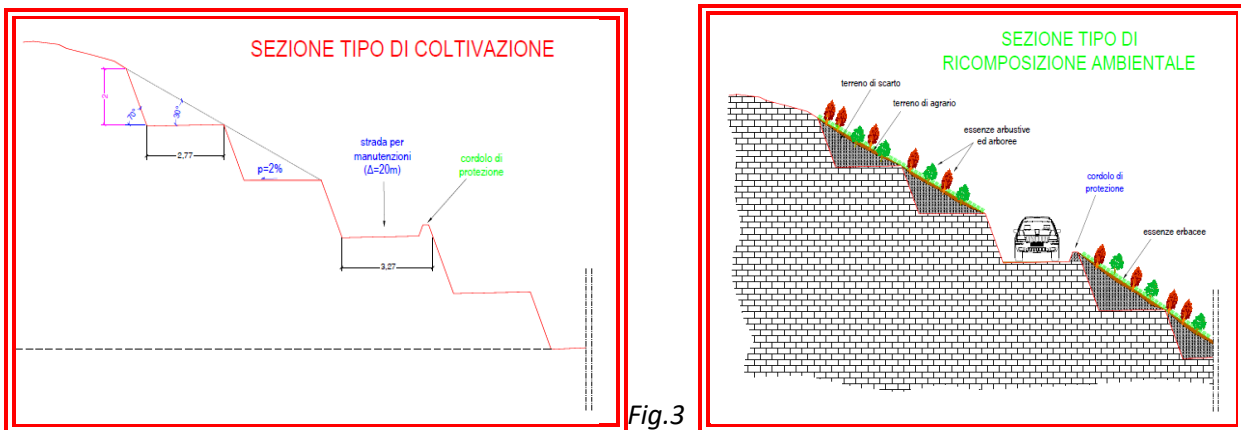 SEZIONE TIPO DI COLTIVAZIONE
2
70°
30°
2,77
p=2%
strada per
manutenzioni
(Δ=20m)
cordolo di
protezione
3,27
Fig.3
SEZIONE TIPO DI
RICOMPOSIZIONE AMBIENTALE
terreno di scarto
terreno di agrario
essenze arbustive
ed arboree
cordolo di
protezione
essenze erbacee